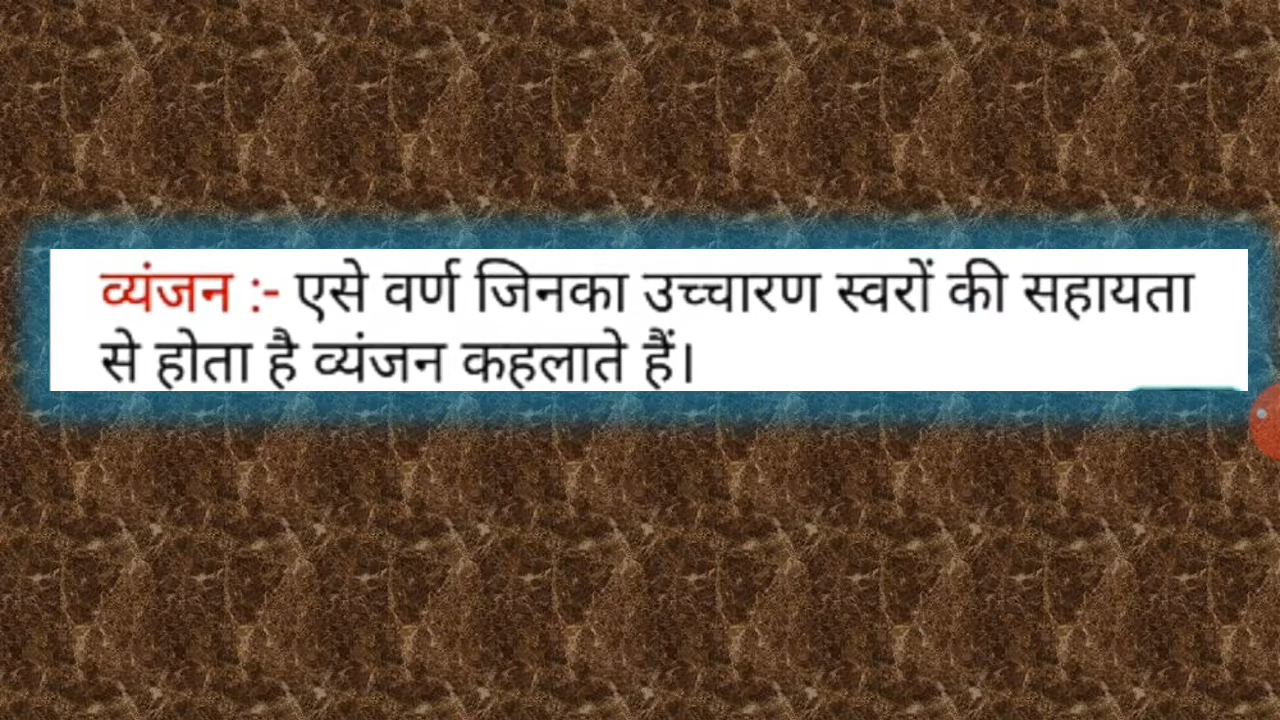 व्यंजन :- एसे वर्ण जिनका उच्चारण स्वरों की सहायता
से होता है व्यंजन कहलाते हैं।